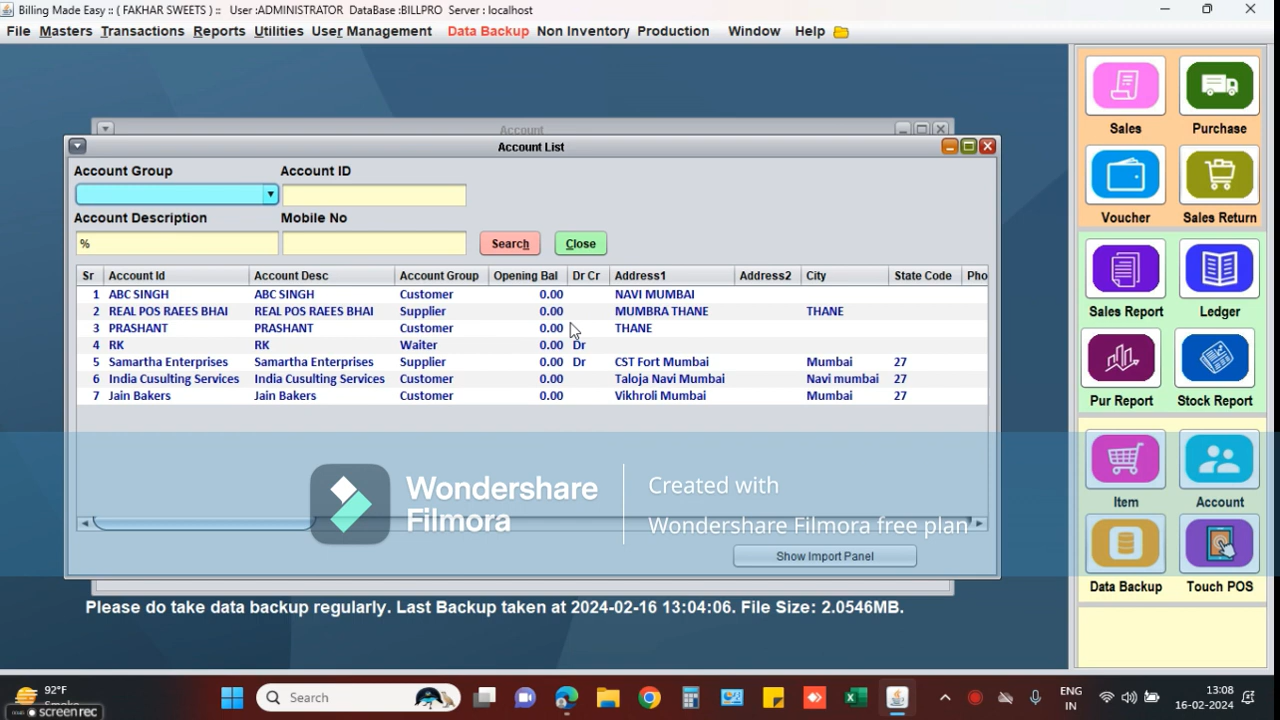 Billing Made Easy :: ( FAKHAR SWEETS ) :: User :ADMINISTRATOR DataBase :BILLPRO Server : localhost
File Masters Transactions Reports Utilities User Management Data Backup Non Inventory Production Window Help
Account
Account List
Account Group Account ID
Account Description Mobile No
%
Search Close
Sr Account Id Account Desc Account Group Opening Bal Dr Cr Address1 Address2 City State Code Pho
1 ABC SINGH ABC SINGH Customer 0.00 NAVI MUMBAI
2 REAL POS RAEES BHAI REAL POS RAEES BHAI Supplier 0.00 MUMBRA THANE THANE
3 PRASHANT PRASHANT Customer 0.00 THANE
4 RK RK Waiter 0.00 Dr
5 Samartha Enterprises Samartha Enterprises Supplier 0.00 Dr CST Fort Mumbai Mumbai 27
6 India Cusulting Services India Cusulting Services Customer 0.00 Taloja Navi Mumbai Navi mumbai 27
7 Jain Bakers Jain Bakers Customer 0.00 Vikhroli Mumbai Mumbai 27
Wondershare
Filmora
Created with
Wondershare Filmora free plan
Show Import Panel
Please do take data backup regularly. Last Backup taken at 2024-02-16 13:04:06. File Size: 2.0546MB.
Sales Purchase
Voucher Sales Return
Sales Report Ledger
Pur Report Stock Report
Item Account
Data Backup Touch POS
92°F
Smoke
screenrec
Search
ENG
IN
13:08
16-02-2024